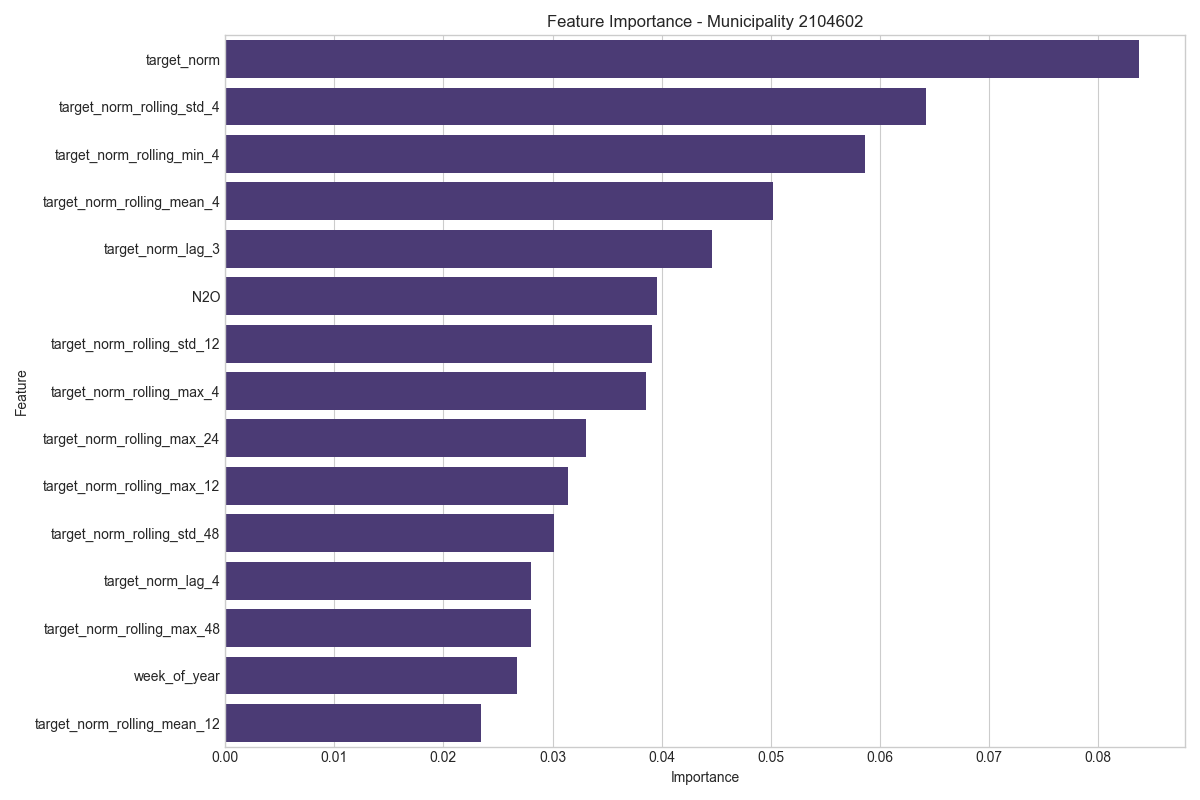 Feature Importance - Municipality 2104602
target_norm
target_norm_rolling_std_4
target_norm_rolling_min_4
target_norm_rolling_mean_4
target_norm_lag_3
N2O
target_norm_rolling_std_12
target_norm_rolling_max_4
target_norm_rolling_max_24
target_norm_rolling_max_12
target_norm_rolling_std_48
target_norm_lag_4
target_norm_rolling_max_48
week_of_year
target_norm_rolling_mean_12
Feature
0.00 0.01 0.02 0.03 0.04 0.05 0.06 0.07 0.08
Importance